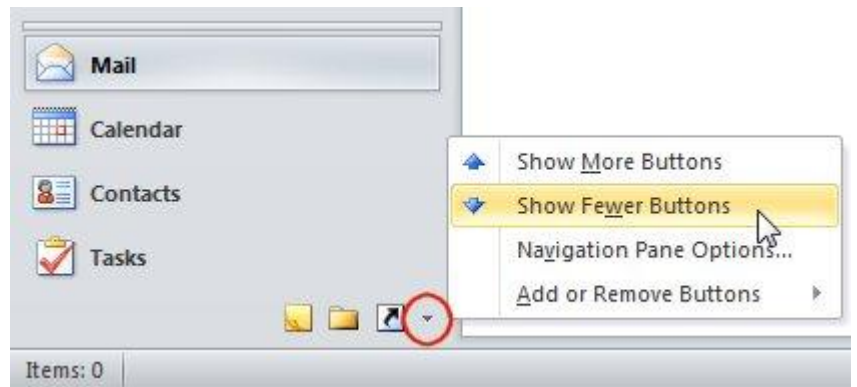 Mail
Calendar
Contacts
Tasks
Show More Buttons
Show Fewer Buttons
Navigation Pane Options...
Add or Remove Buttons
Items: 0